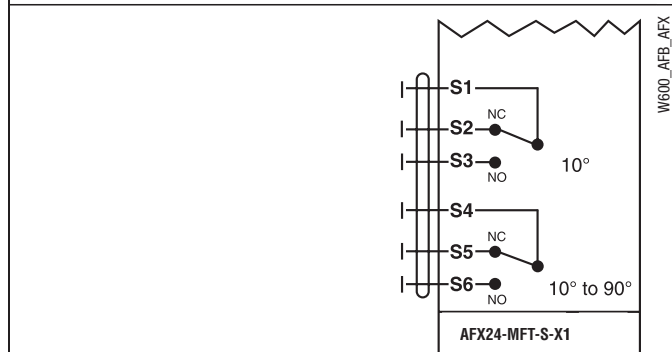 W600_AFB_AFX
S1
NC
S2
S3
NO
10°
S4
NC
S5
S6
NO
10° to 90°
AFX24-MFT-S-X1